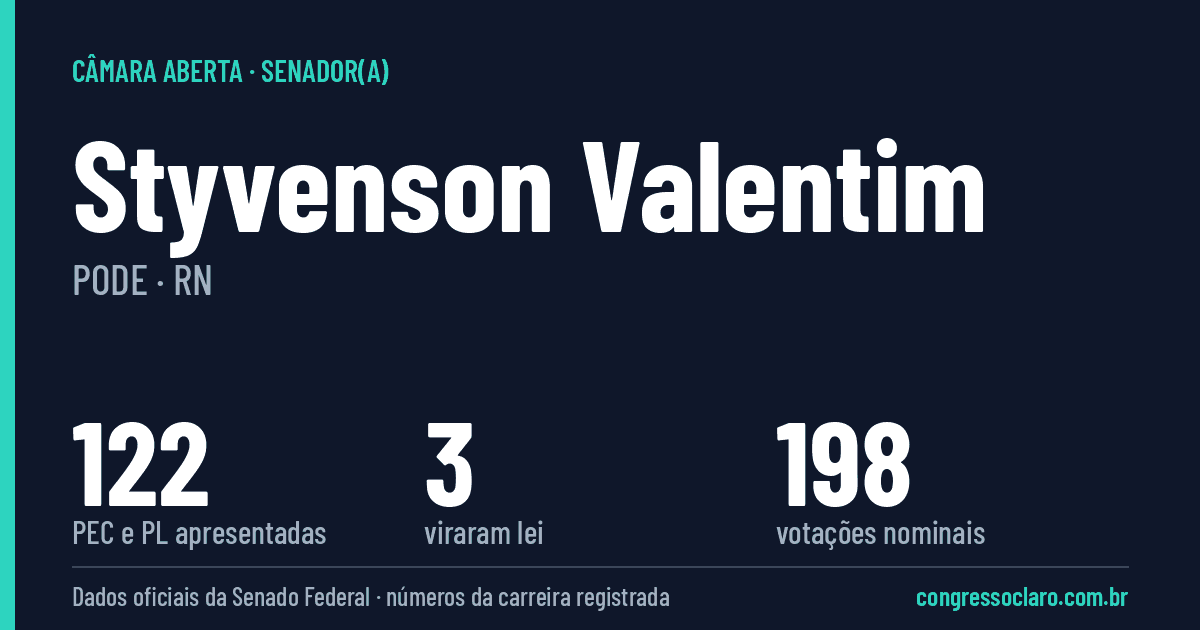 CÂMARA ABERTA · SENADOR(A)
Styvenson Valentim
PODE · RN
122 3 198
PEC e PL apresentadas viraram lei votações nominais
Dados oficiais da Senado Federal · números da carreira registrada congressoclaro.com.br